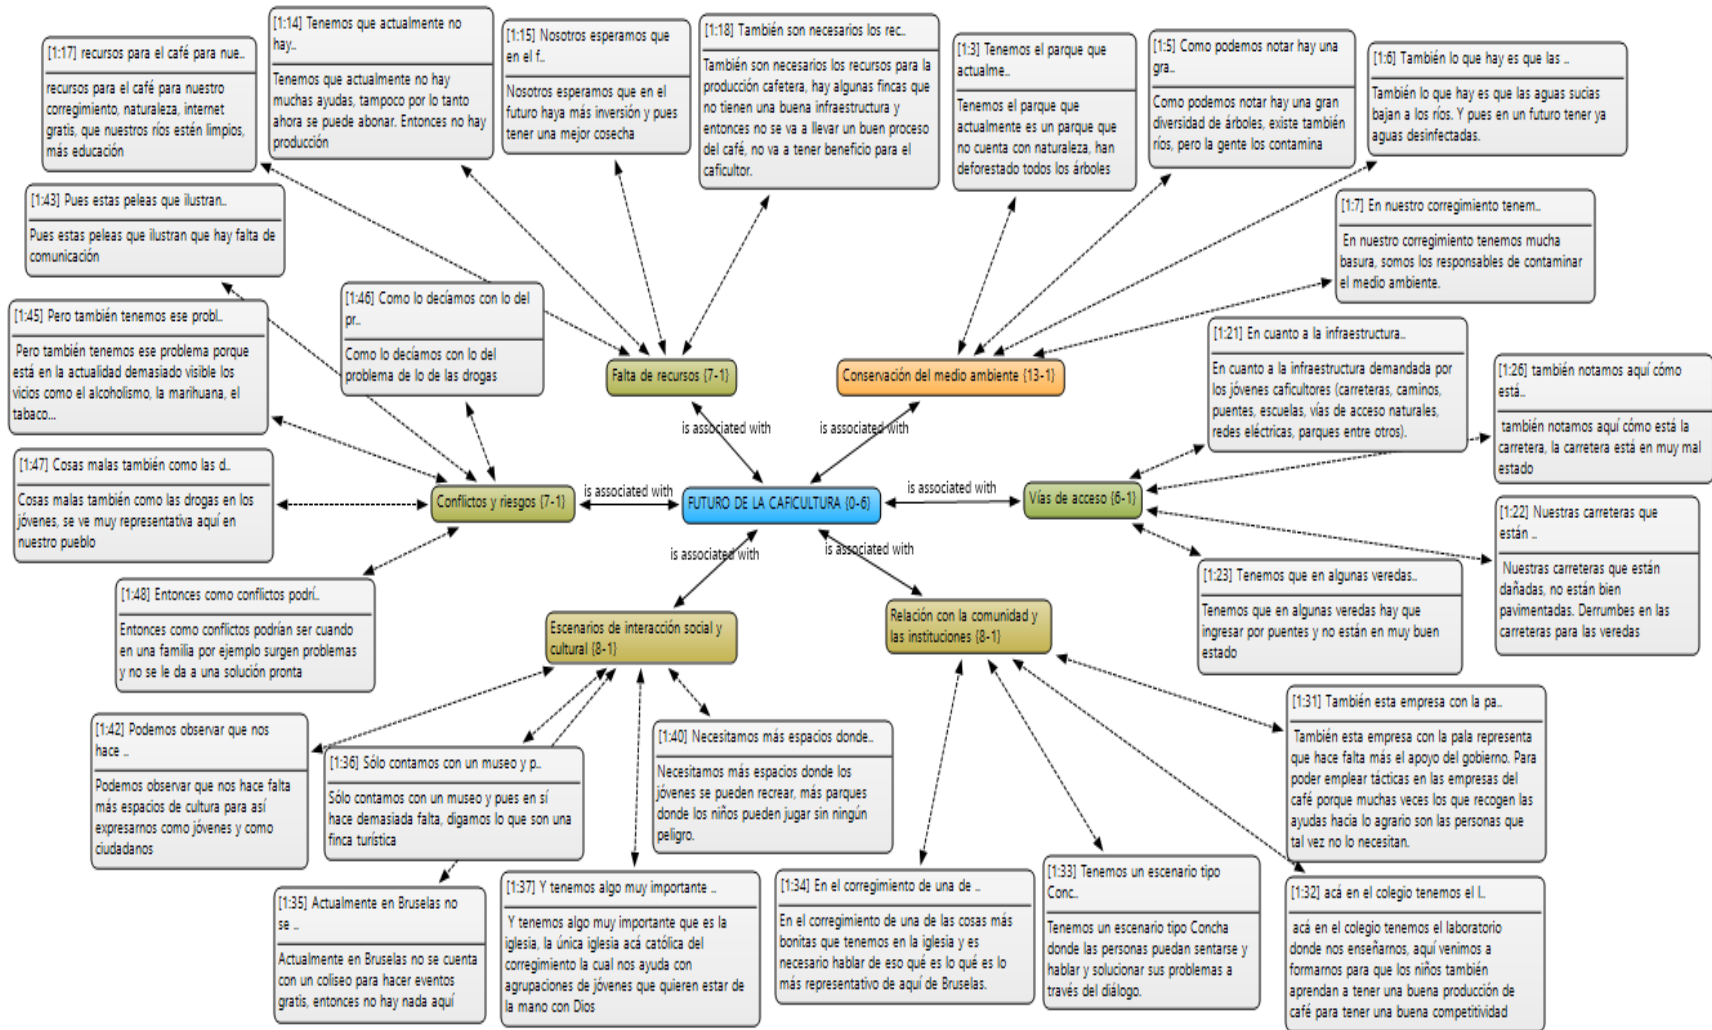 [1:17] recursos para el café para nue..
recursos para el café para nuestro
corregimiento, naturaleza, internet
gratis, que nuestros ríos estén limpios,
más educación
[1:14] Tenemos que actualmente no
hay..
Tenemos que actualmente no hay
muchas ayudas, tampoco por lo tanto
ahora se puede abonar. Entonces no hay
producción
[1:15] Nosotros esperamos que
en el f..
Nosotros esperamos que en el
futuro haya más inversión y pues
tener una mejor cosecha
[1:18] También son necesarios los rec..
También son necesarios los recursos para la
producción cafetera, hay algunas fincas que
no tienen una buena infraestructura y
entonces no se va a llevar un buen proceso
del café, no va a tener beneficio para el
caficultor.
[1:3] Tenemos el parque que
actualme..
Tenemos el parque que
actualmente es un parque que
no cuenta con naturaleza, han
deforestado todos los árboles
[1:5] Como podemos notar hay una
gra..
Como podemos notar hay una gran
diversidad de árboles, existe también
ríos, pero la gente los contamina
[1:6] También lo que hay es que las ..
También lo que hay es que las aguas sucias
bajan a los ríos. Y pues en un futuro tener ya
aguas desinfectadas.
[1:43] Pues estas peleas que ilustran..
Pues estas peleas que ilustran que hay falta de
comunicación
[1:7] En nuestro corregimiento tenem..
En nuestro corregimiento tenemos mucha
basura, somos los responsables de contaminar
el medio ambiente.
[1:45] Pero también tenemos ese probl..
Pero también tenemos ese problema porque
está en la actualidad demasiado visible los
vicios como el alcoholismo, la marihuana, el
tabaco...
[1:46] Como lo decíamos con lo del
pr..
Como lo decíamos con lo del
problema de lo de las drogas
Falta de recursos {7-1}
Conservación del medio ambiente {13-1}
[1:21] En cuanto a la infraestructura..
En cuanto a la infraestructura demandada por
los jóvenes caficultores (carreteras, caminos,
puentes, escuelas, vías de acceso naturales,
redes eléctricas, parques entre otros).
[1:26] también notamos aquí cómo
está..
también notamos aquí cómo está la
carretera, la carretera está en muy mal
estado
is associated with
is associated with
[1:47] Cosas malas también como las d..
Cosas malas también como las drogas en los
jóvenes, se ve muy representativa aquí en
nuestro pueblo
Conflictos y riesgos {7-1}
is associated with
FUTURO DE LA CAFICULTURA {0-6}
is associated with
Vías de acceso {6-1}
[1:22] Nuestras carreteras que
están ..
Nuestras carreteras que están
dañadas, no están bien
pavimentadas. Derrumbes en las
carreteras para las veredas
is associated with
is associated with
[1:48] Entonces como conflictos podrí..
Entonces como conflictos podrían ser cuando
en una familia por ejemplo surgen problemas
y no se le da a una solución pronta
Escenarios de interacción social y
cultural {8-1}
Relación con la comunidad y
las instituciones {8-1}
[1:23] Tenemos que en algunas veredas..
Tenemos que en algunas veredas hay que
ingresar por puentes y no están en muy buen
estado
[1:42] Podemos observar que nos
hace ..
Podemos observar que nos hace falta
más espacios de cultura para así
expresarnos como jóvenes y como
ciudadanos
[1:36] Sólo contamos con un museo y p..
Sólo contamos con un museo y pues en sí
hace demasiada falta, digamos lo que son una
finca turística
[1:40] Necesitamos más espacios donde..
Necesitamos más espacios donde los
jóvenes se pueden recrear, más parques
donde los niños pueden jugar sin ningún
peligro.
[1:31] También esta empresa con la pa..
También esta empresa con la pala representa
que hace falta más el apoyo del gobierno. Para
poder emplear tácticas en las empresas del
café porque muchas veces los que recogen las
ayudas hacia lo agrario son las personas que
tal vez no lo necesitan.
[1:35] Actualmente en Bruselas no
se ..
Actualmente en Bruselas no se cuenta
con un coliseo para hacer eventos
gratis, entonces no hay nada aquí
[1:37] Y tenemos algo muy importante ..
Y tenemos algo muy importante que es la
iglesia, la única iglesia acá católica del
corregimiento la cual nos ayuda con
agrupaciones de jóvenes que quieren estar de
la mano con Dios
[1:34] En el corregimiento de una de ..
En el corregimiento de una de las cosas más
bonitas que tenemos en la iglesia y es
necesario hablar de eso qué es lo qué es lo
más representativo de aquí de Bruselas.
[1:33] Tenemos un escenario tipo
Conc..
Tenemos un escenario tipo Concha
donde las personas puedan sentarse y
hablar y solucionar sus problemas a
través del diálogo.
[1:32] acá en el colegio tenemos el l..
acá en el colegio tenemos el laboratorio
donde nos enseñarnos, aquí venimos a
formarnos para que los niños también
aprendan a tener una buena producción de
café para tener una buena competitividad